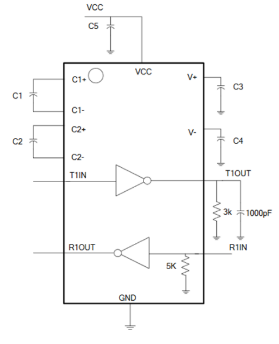 VCC
C5
VCC
V+
C1+
C3
C1
C1-
C2+
V-
C2
C4
C2-
T1IN
T1OUT
3k
1000pF
R1OUT
R1IN
5K
GND